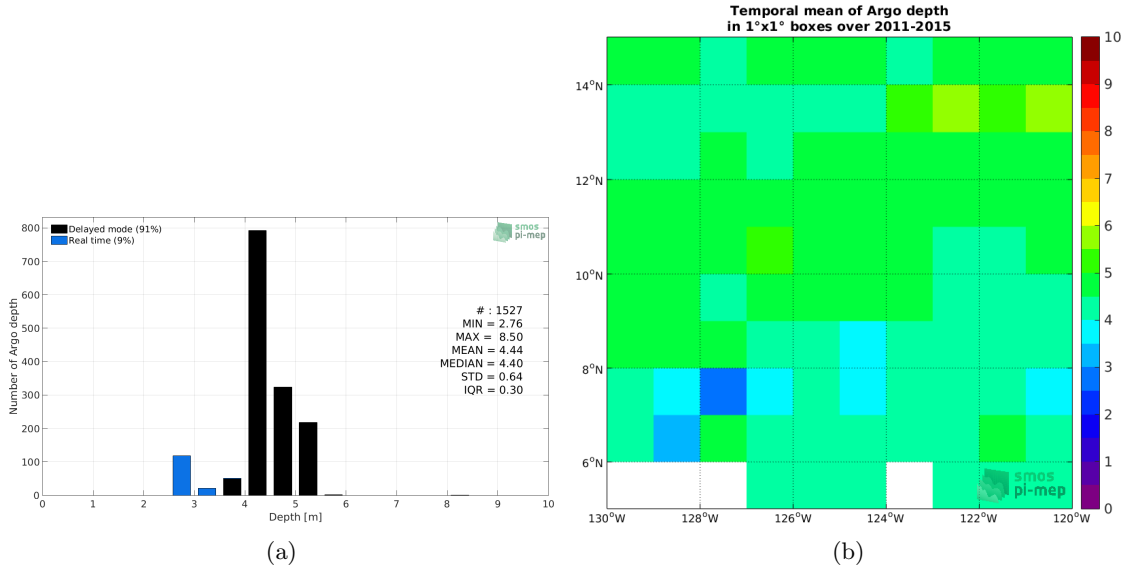 Delayed mode (91%)
Real time (9%)
smos
pi-mep
# : 1527
MIN = 2.76
MAX = 8.50
MEAN = 4.44
MEDIAN = 4.40
STD = 0.64
IQR = 0.30
Number of Argo depth
800
700
600
500
400
300
200
100
0
0 1 2 3 4 5 6 7 8 9 10
Depth [m]
(a)
Temporal mean of Argo depth
in 1°x1° boxes over 2011-2015
14°N
12°N
10°N
8°N
6°N
130°W 128°W 126°W 124°W 122°W 120°W
smos
pi-mep
10
9
8
7
6
5
4
3
2
1
0
(b)